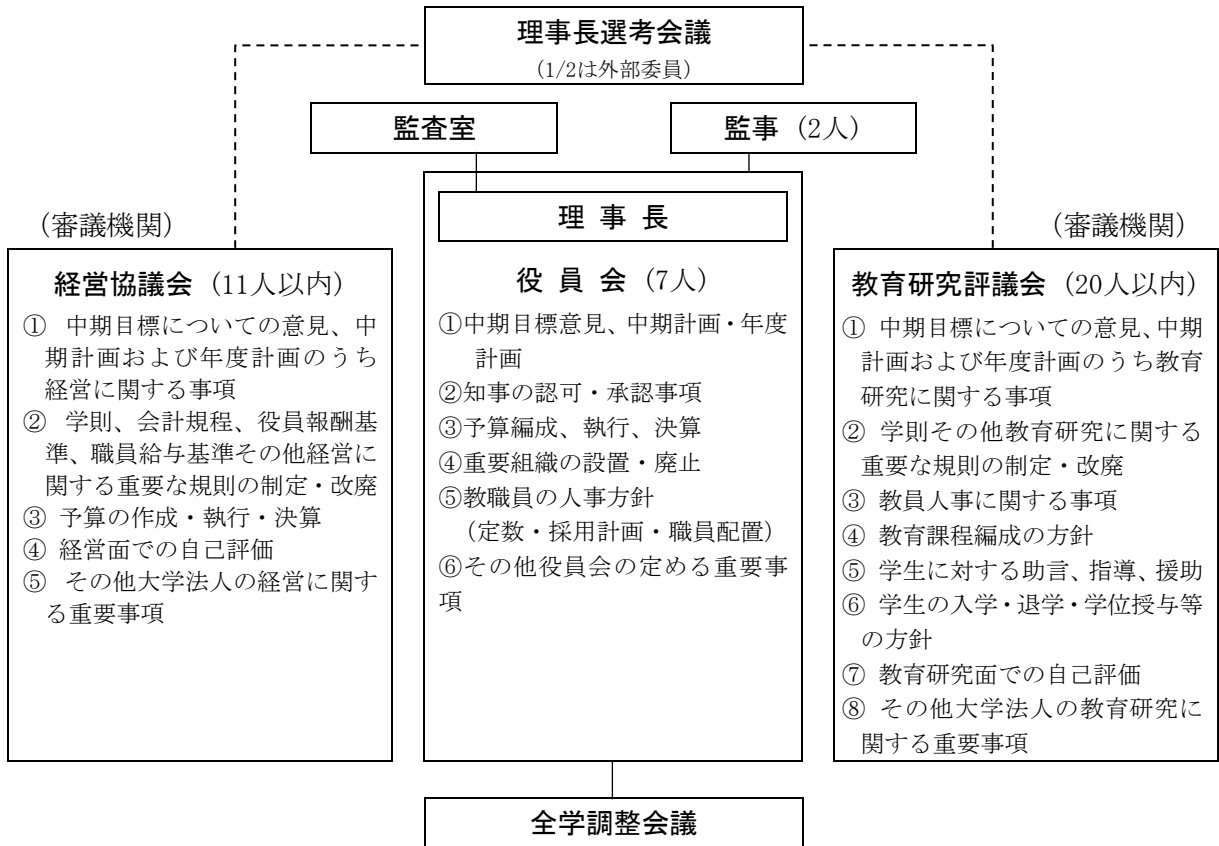 理事長選考会議
(1/2は外部委員)
監査室
監事 (2人)
理 事 長
(審議機関)
経営協議会 (11人以内)
① 中期目標についての意見、中
期計画および年度計画のうち
経営に関する事項
② 学則、会計規程、役員報酬基
準、職員給与基準その他経営に
関する重要な規則の制定・改廃
③ 予算の作成・執行・決算
④ 経営面での自己評価
⑤ その他大学法人の経営に関す
る重要事項
役 員 会 (7人)
①中期目標意見、中期計画・年度
計画
②知事の認可・承認事項
③予算編成、執行、決算
④重要組織の設置・廃止
⑤教職員の人事方針
(定数・採用計画・職員配置)
⑥その他役員会の定める重要事
項
(審議機関)
教育研究評議会 (20人以内)
① 中期目標についての意見、中期
計画および年度計画のうち教育
研究に関する事項
② 学則その他教育研究に関する
重要な規則の制定・改廃
③ 教員人事に関する事項
④ 教育課程編成の方針
⑤ 学生に対する助言、指導、援助
⑥ 学生の入学・退学・学位授与等
の方針
⑦ 教育研究面での自己評価
⑧ その他大学法人の教育研究に
関する重要事項
全学調整会議